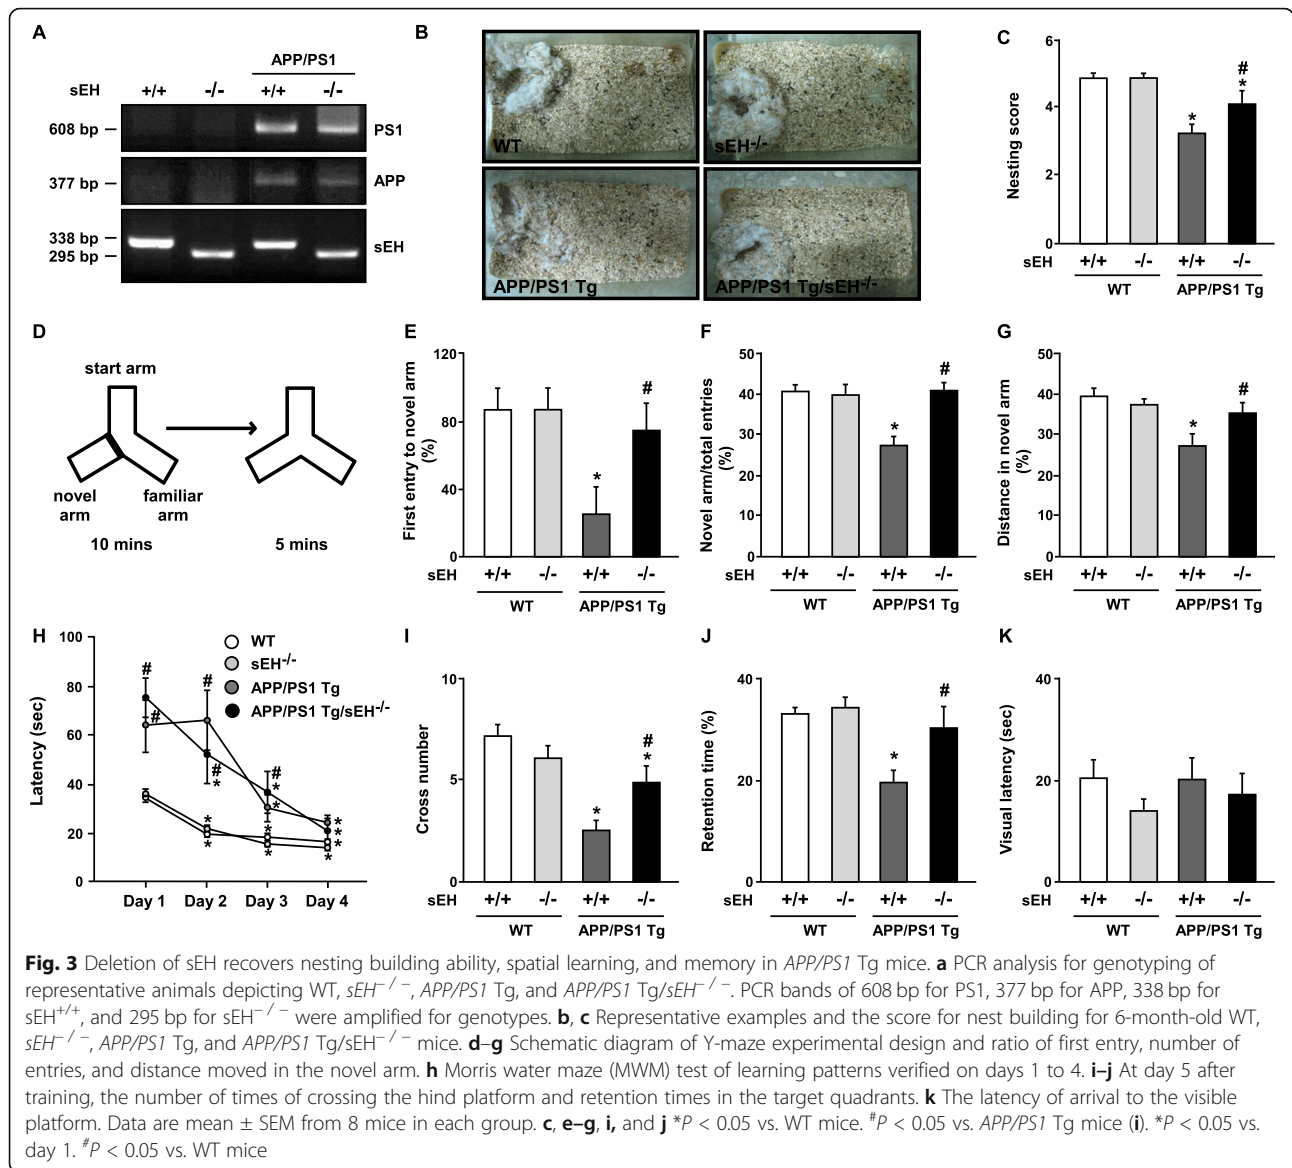 A
APP/PS1
sEH +/+ -/- +/+ -/-
608 bp PS1
377 bp APP
338 bp
295 bp
sEH
B
WT
sEH-/-
APP/PS1 Tg
APP/PS1 Tg/sEH-/-
C
Nesting score
6
4
2
0
*
#
*
sEH +/+ -/- +/+ -/-
WT APP/PS1 Tg
D
start arm
novel arm
familiar arm
10 mins
5 mins
E
First entry to novel arm (%)
120
80
40
0
*
#
sEH +/+ -/- +/+ -/-
WT APP/PS1 Tg
F
Novel arm/total entries (%)
50
40
30
20
10
0
*
#
sEH +/+ -/- +/+ -/-
WT APP/PS1 Tg
G
Distance in novel arm (%)
50
40
30
20
10
0
*
#
sEH +/+ -/- +/+ -/-
WT APP/PS1 Tg
H
Latency (sec)
100
80
60
40
20
0
WT
sEH-/-
APP/PS1 Tg
APP/PS1 Tg/sEH-/-
#
#
#
#
*
#
*
*
*
*
*
*
*
*
*
*
Day 1 Day 2 Day 3 Day 4
I
Cross number
10
5
0
*
#
*
sEH +/+ -/- +/+ -/-
WT APP/PS1 Tg
J
Retention time (%)
40
20
0
*
#
sEH +/+ -/- +/+ -/-
WT APP/PS1 Tg
K
Visual latency (sec)
40
20
0
sEH +/+ -/- +/+ -/-
WT APP/PS1 Tg
Fig. 3 Deletion of sEH recovers nesting building ability, spatial learning, and memory in APP/PS1 Tg mice. a PCR analysis for genotyping of
representative animals depicting WT, sEH−/−, APP/PS1 Tg, and APP/PS1 Tg/sEH−/−. PCR bands of 608 bp for PS1, 377 bp for APP, 338 bp for
sEH+/+, and 295 bp for sEH−/− were amplified for genotypes. b, c Representative examples and the score for nest building for 6-month-old WT,
sEH−/−, APP/PS1 Tg, and APP/PS1 Tg/sEH−/− mice. d–g Schematic diagram of Y-maze experimental design and ratio of first entry, number of
entries, and distance moved in the novel arm. h Morris water maze (MWM) test of learning patterns verified on days 1 to 4. i–j At day 5 after
training, the number of times of crossing the hind platform and retention times in the target quadrants. k The latency of arrival to the visible
platform. Data are mean ± SEM from 8 mice in each group. c, e–g, i, and j *P < 0.05 vs. WT mice. #P < 0.05 vs. APP/PS1 Tg mice (i). *P < 0.05 vs.
day 1. #P < 0.05 vs. WT mice